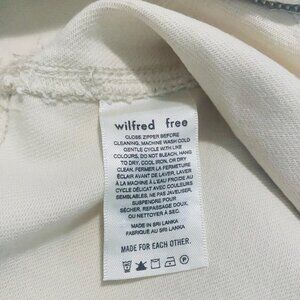 wilfred free
CLOSE ZIPPER BEFORE
CLEANING, MACHINE WASH COLD
GENTLE CYCLE WITH LIKE
COLOURS, DO NOT BLEACH, HANG
TO DRY, COOL IRON, OR DRY
CLEAN. FERMER LE FERMETURE
ÉCLAIR AVANT DE LAVER, LAVER
À LA MACHINE À L'EAU FROIDE AU
CYCLE DÉLICAT AVEC COULEURS
SEMBLABLES, NE PAS JAVELISER,
SUSPENDRE POUR
SÉCHER, REPASSAGE DOUX,
OU NETTOYER À SEC.
MADE IN SRI LANKA
FABRIQUÉ AU SRI LANKA
MADE FOR EACH OTHER.